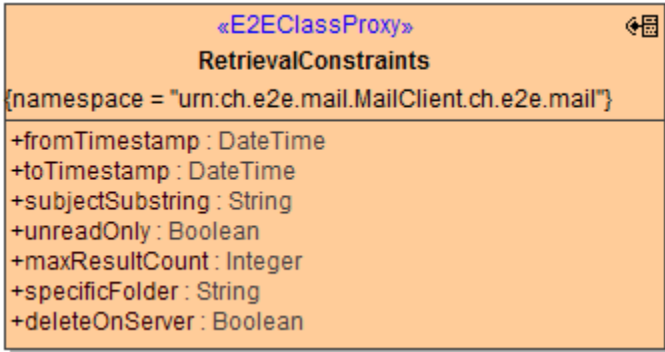 «E2EClassProxy»
RetrievalConstraints
{namespace = "urn:ch.e2e.mail.MailClient.ch.e2e.mail"}
+fromTimestamp : DateTime
+toTimestamp : DateTime
+subjectSubstring : String
+unreadOnly : Boolean
+maxResultCount : Integer
+specificFolder : String
+deleteOnServer : Boolean